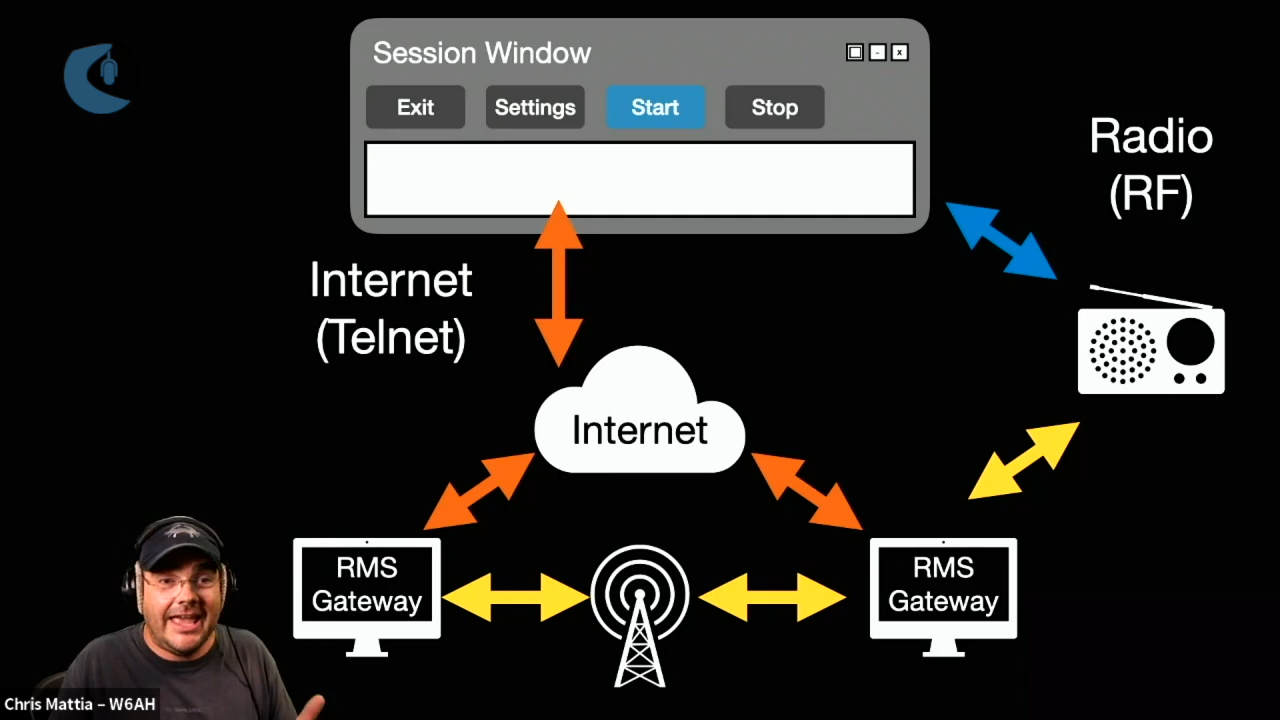 Session Window
Exit
Settings
Start
Stop
Radio
(RF)
Internet
(Telnet)
Internet
RMS
Gateway
RMS
Gateway
Chris Mattia – W6AH